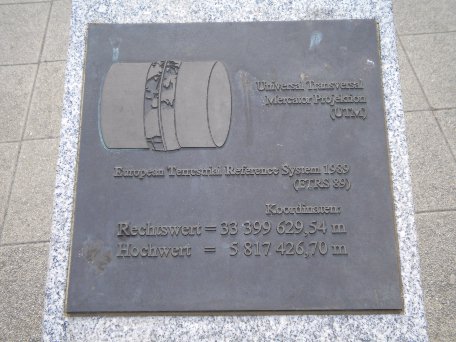 Universal Transversal
Mercator Projektion
(UTM)
European Terrestrial Reference System 1989
(ETRS 89)
Koordinaten:
Rechtswert = 33 399 629,54 m
Hochwert = 5 817 426,70 m